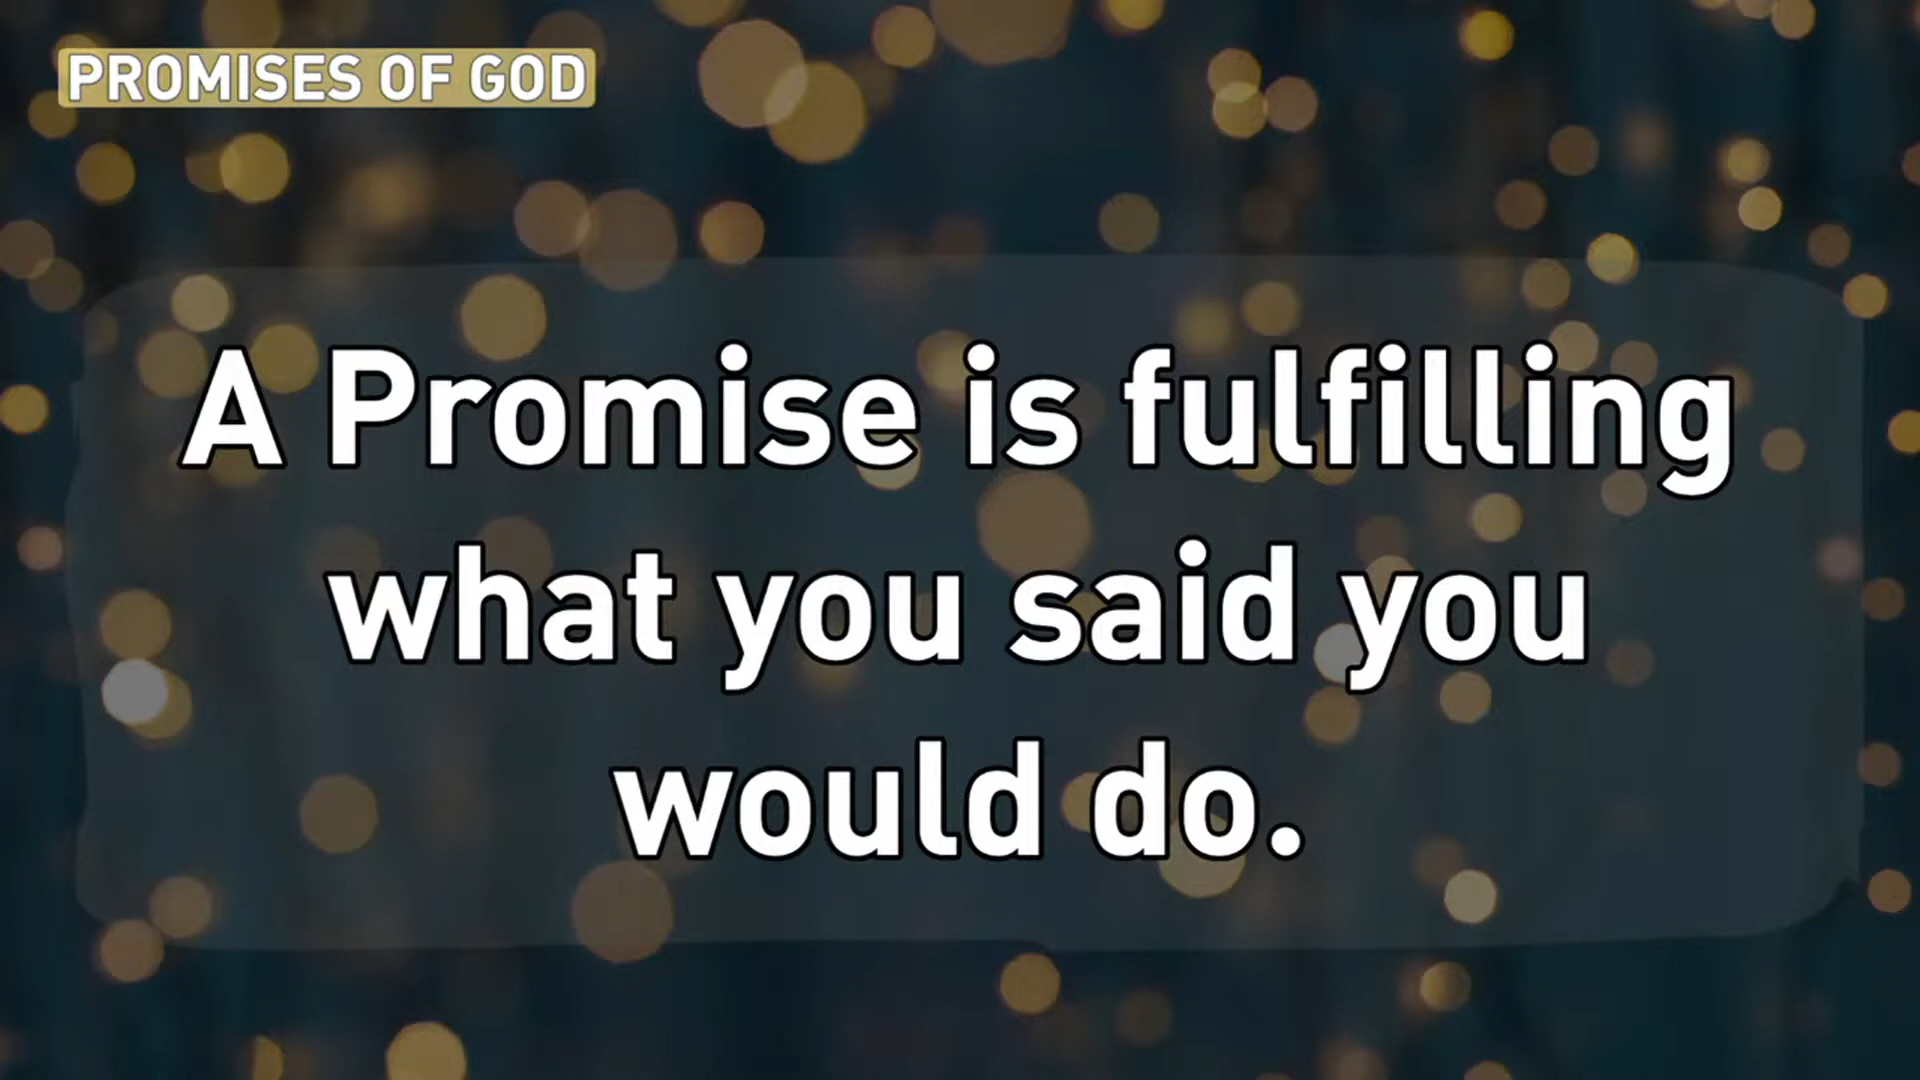 PROMISES OF GOD
A Promise is fulfilling
what you said you
would do.